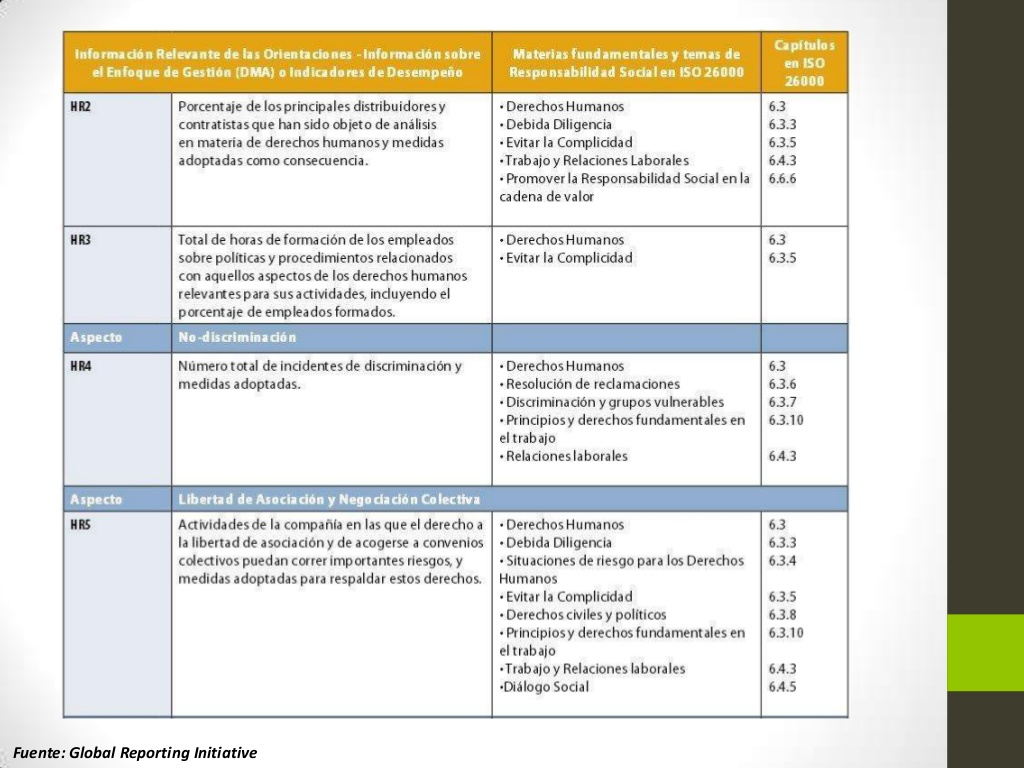 Información Relevante de las Orientaciones - Información sobre
el Enfoque de Gestión (DMA) o Indicadores de Desempeño
Materias fundamentales y temas de
Responsabilidad Social en ISO 26000
Capítulos
en ISO
26000
HR2
Porcentaje de los principales distribuidores y
contratistas que han sido objeto de análisis
en materia de derechos humanos y medidas
adoptadas como consecuencia.
• Derechos Humanos
• Debida Diligencia
• Evitar la Complicidad
• Trabajo y Relaciones Laborales
• Promover la Responsabilidad Social en la
cadena de valor
6.3
6.3.3
6.3.5
6.4.3
6.6.6
HR3
Total de horas de formación de los empleados
sobre políticas y procedimientos relacionados
con aquellos aspectos de los derechos humanos
relevantes para sus actividades, incluyendo el
porcentaje de empleados formados.
• Derechos Humanos
• Evitar la Complicidad
6.3
6.3.5
Aspecto
No-discriminación
HR4
Número total de incidentes de discriminación y
medidas adoptadas.
• Derechos Humanos
• Resolución de reclamaciones
• Discriminación y grupos vulnerables
• Principios y derechos fundamentales en
el trabajo
• Relaciones laborales
6.3
6.3.6
6.3.7
6.3.10
6.4.3
Aspecto
Libertad de Asociación y Negociación Colectiva
HR5
Actividades de la compañía en las que el derecho a
la libertad de asociación y de acogerse a convenios
colectivos puedan correr importantes riesgos, y
medidas adoptadas para respaldar estos derechos.
• Derechos Humanos
• Debida Diligencia
• Situaciones de riesgo para los Derechos
Humanos
• Evitar la Complicidad
• Derechos civiles y políticos
• Principios y derechos fundamentales en
el trabajo
• Trabajo y Relaciones laborales
• Diálogo Social
6.3
6.3.3
6.3.4
6.3.5
6.3.8
6.3.10
6.4.3
6.4.5
Fuente: Global Reporting Initiative